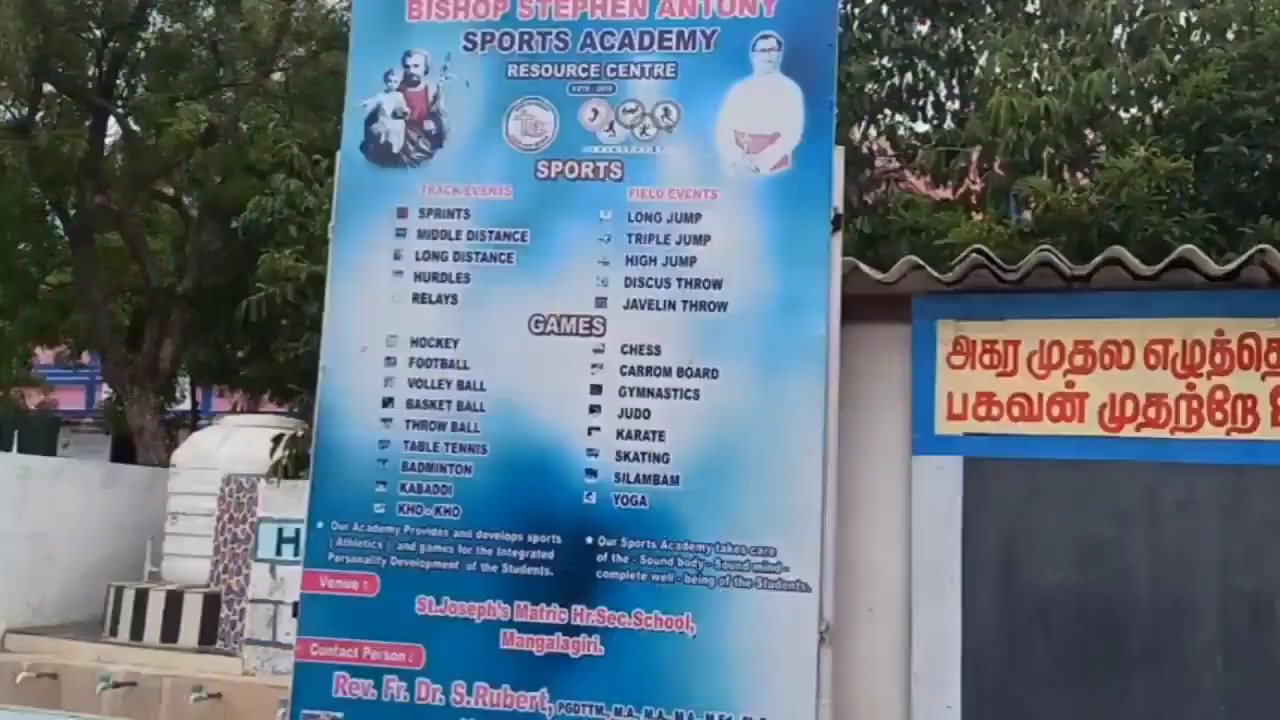 BISHOP STEPHEN ANTONY
SPORTS ACADEMY
RESOURCE CENTRE
SPORTS
TRACK EVENTS
SPRINTS
MIDDLE DISTANCE
LONG DISTANCE
HURDLES
RELAYS
FIELD EVENTS
LONG JUMP
TRIPLE JUMP
HIGH JUMP
DISCUS THROW
JAVELIN THROW
GAMES
HOCKEY
FOOTBALL
VOLLEY BALL
BASKET BALL
THROW BALL
TABLE TENNIS
BADMINTON
KABADDI
KHO - KHO
CHESS
CARROM BOARD
GYMNASTICS
JUDO
KARATE
SKATING
SILAMBAM
YOGA
Our Academy Provides and develops sports
( Athletics ) and games for the Integrated
Personality Development of the Students.
Our Sports Academy takes care
of the - Sound body - Sound mind -
complete well - being of the Students.
Venue :
St.Joseph's Matric Hr.Sec.School,
Mangalagiri.
Contact Person :
Rev. Fr. Dr. S.Rubert, PGDTTM, M.A., M.A., M.A., M.Ed.,
H
அகர முதல எழுத்தெ
பகவன் முதற்றே